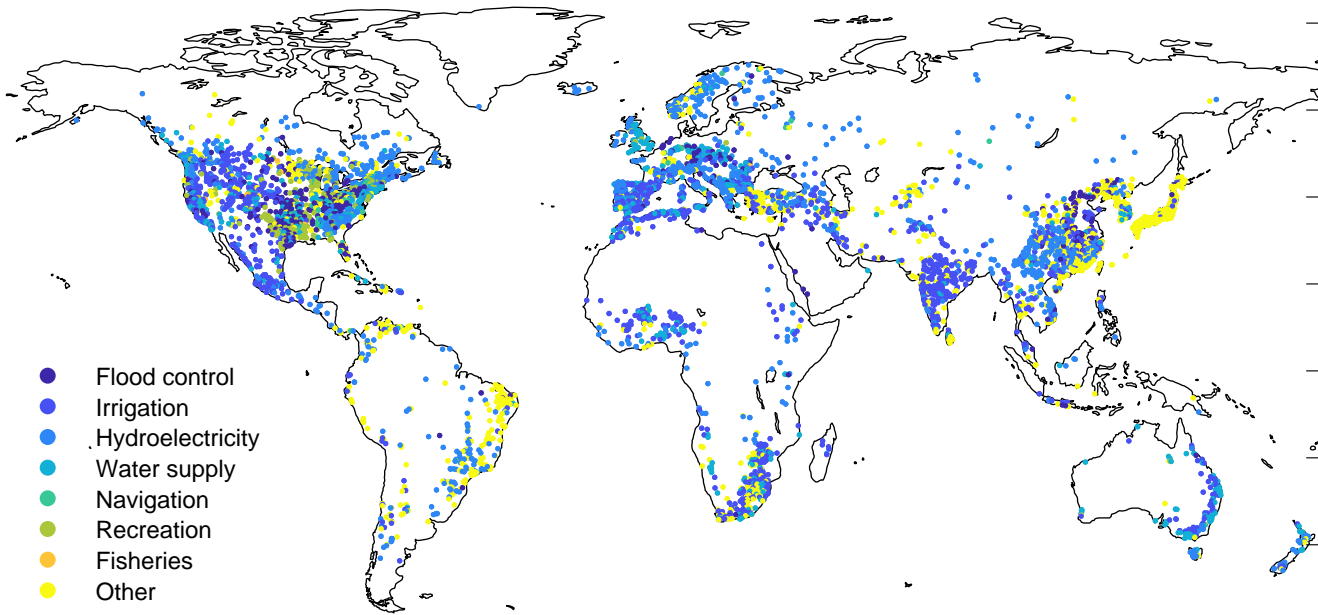 Flood control
Irrigation
Hydroelectricity
Water supply
Navigation
Recreation
Fisheries
Other